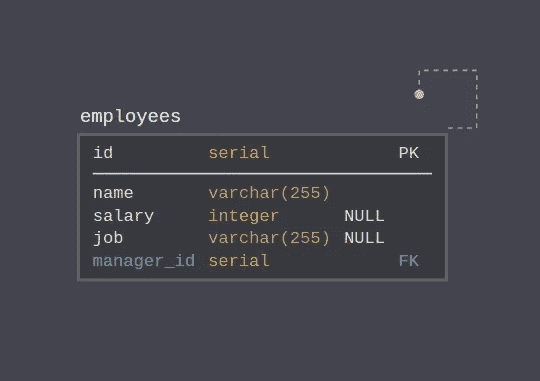 employees
id serial PK
name varchar(255)
salary integer NULL
job varchar(255) NULL
manager_id serial FK